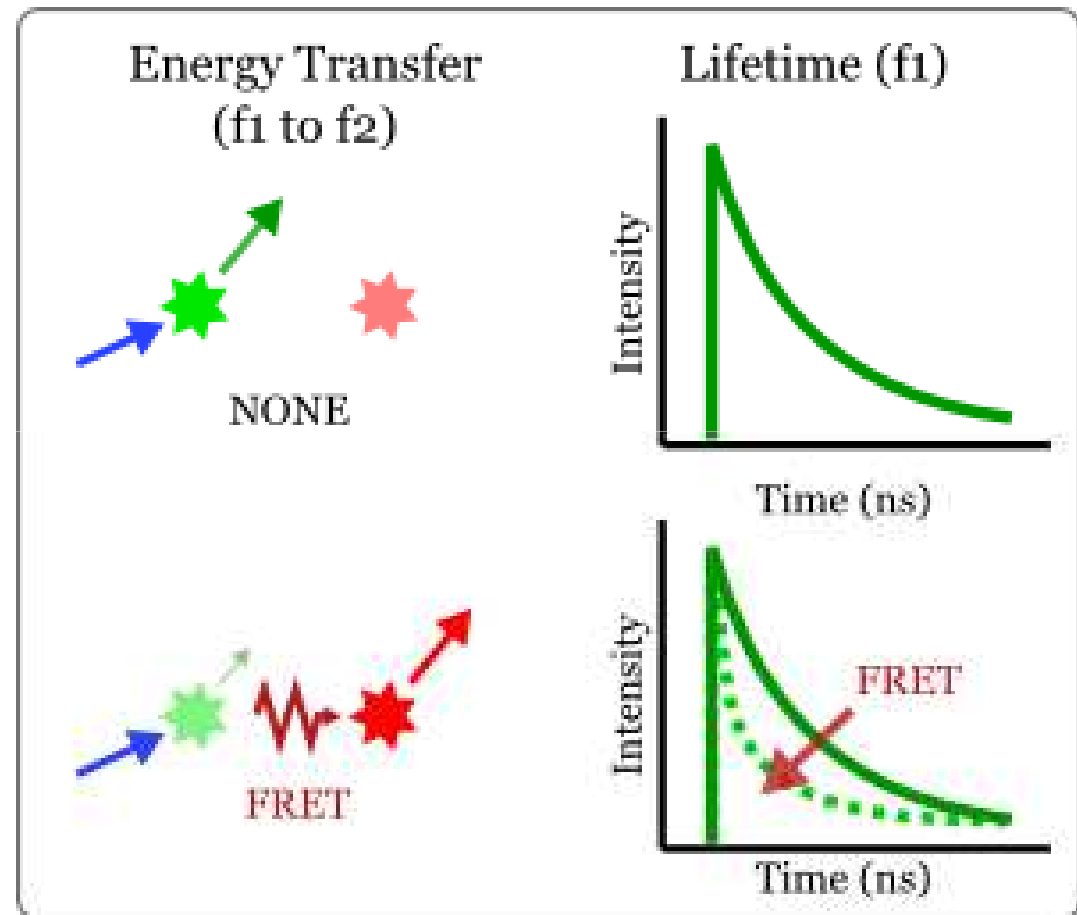 Energy Transfer
(f1 to f2)
Lifetime (f1)
NONE
Intensity
Time (ns)
FRET
Intensity
FRET
Time (ns)